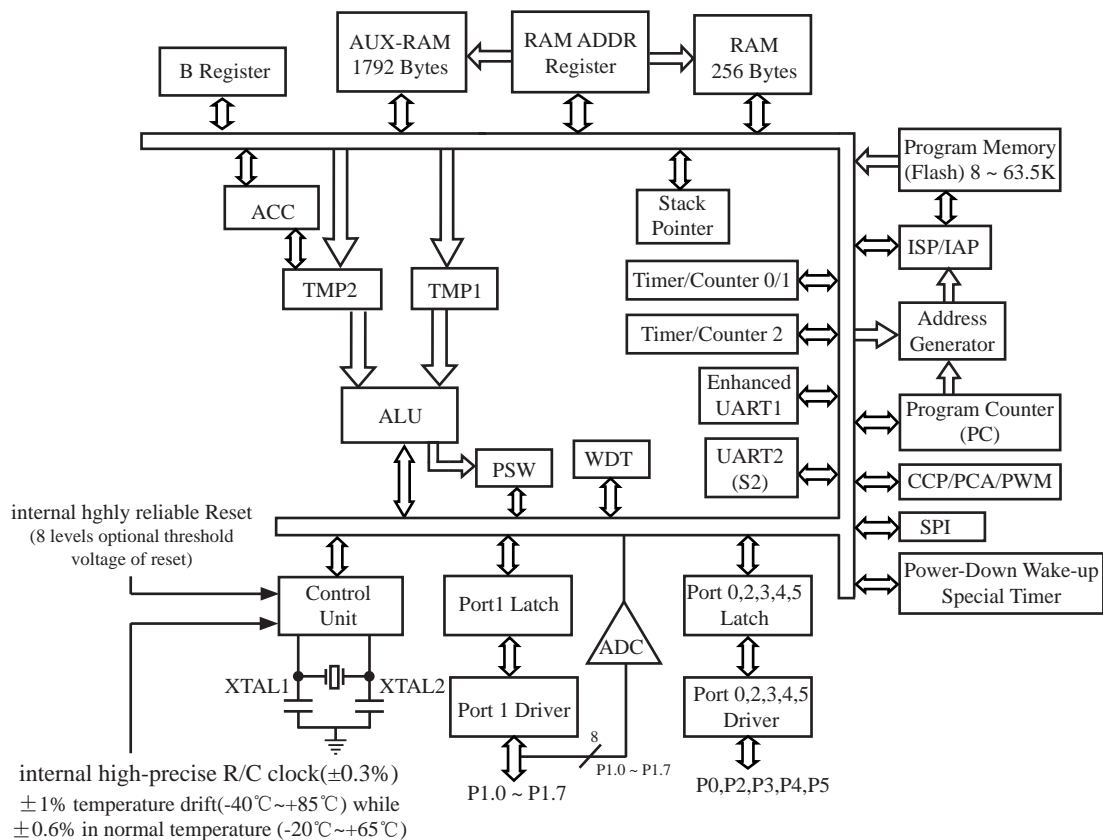 AUX-RAM
1792 Bytes
RAM ADDR
Register
RAM
256 Bytes
B Register
Program Memory
(Flash) 8 ~ 63.5K
ACC
Stack
Pointer
ISP/IAP
TMP2
TMP1
Timer/Counter 0/1
Timer/Counter 2
Address
Generator
Enhanced
UART1
ALU
Program Counter
(PC)
PSW
WDT
UART2
(S2)
CCP/PCA/PWM
internal hghly reliable Reset
(8 levels optional threshold
voltage of reset)
SPI
Control
Unit
Port1 Latch
Port 0,2,3,4,5
Latch
Power-Down Wake-up
Special Timer
ADC
XTAL1
XTAL2
Port 1 Driver
Port 0,2,3,4,5
Driver
8
P1.0 ~ P1.7
P1.0 ~ P1.7
P0,P2,P3,P4,P5
internal high-precise R/C clock(±0.3%)
±1% temperature drift(-40℃~+85℃) while
±0.6% in normal temperature (-20℃~+65℃)